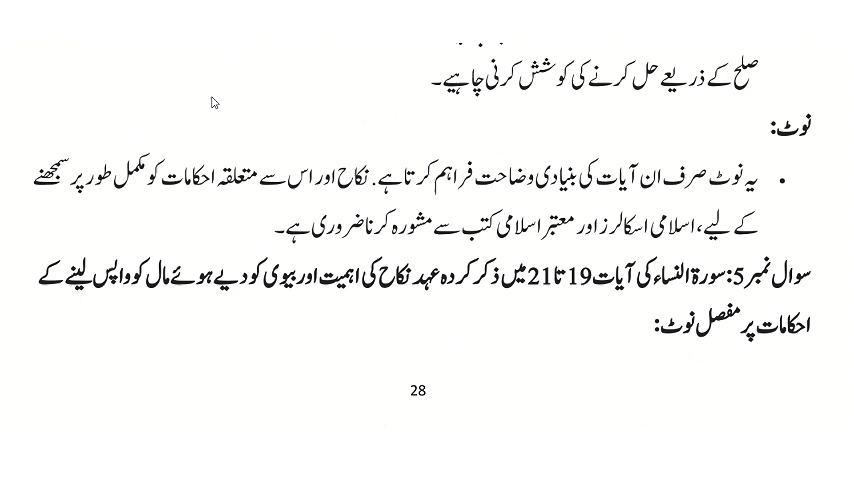 صلح کے ذریعے حل کرنے کی کوشش کرنی چاہیے۔
نوٹ:
• یہ نوٹ صرف ان آیات کی بنیادی وضاحت فراہم کرتا ہے. نکاح اور اس سے متعلقہ احکامات کو مکمل طور پر سمجھنے
کے لیے، اسلامی اسکالرز اور معتبر اسلامی کتب سے مشورہ کرنا ضروری ہے۔
سوال نمبر 5: سورۃ النساء کی آیات 19 تا 21 میں ذکر کردہ عہد نکاح کی اہمیت اور بیوی کو دیے ہوئے مال کو واپس لینے کے
احکامات پر مفصل نوٹ:
28